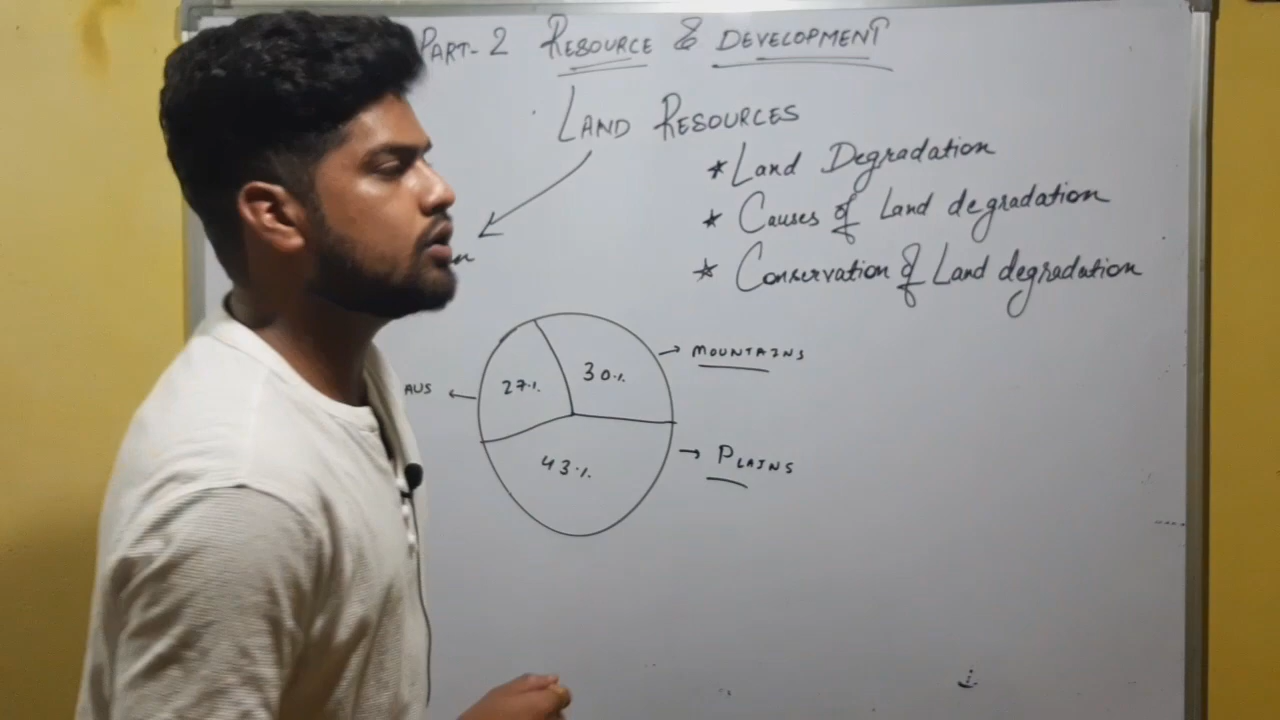 PART-2 RESOURCE & DEVELOPMENT
LAND RESOURCES
* Land Degradation
* Causes of Land degradation
* Conservation of Land degradation
27%
30%
MOUNTAINS
AUS
43%
PLAINS